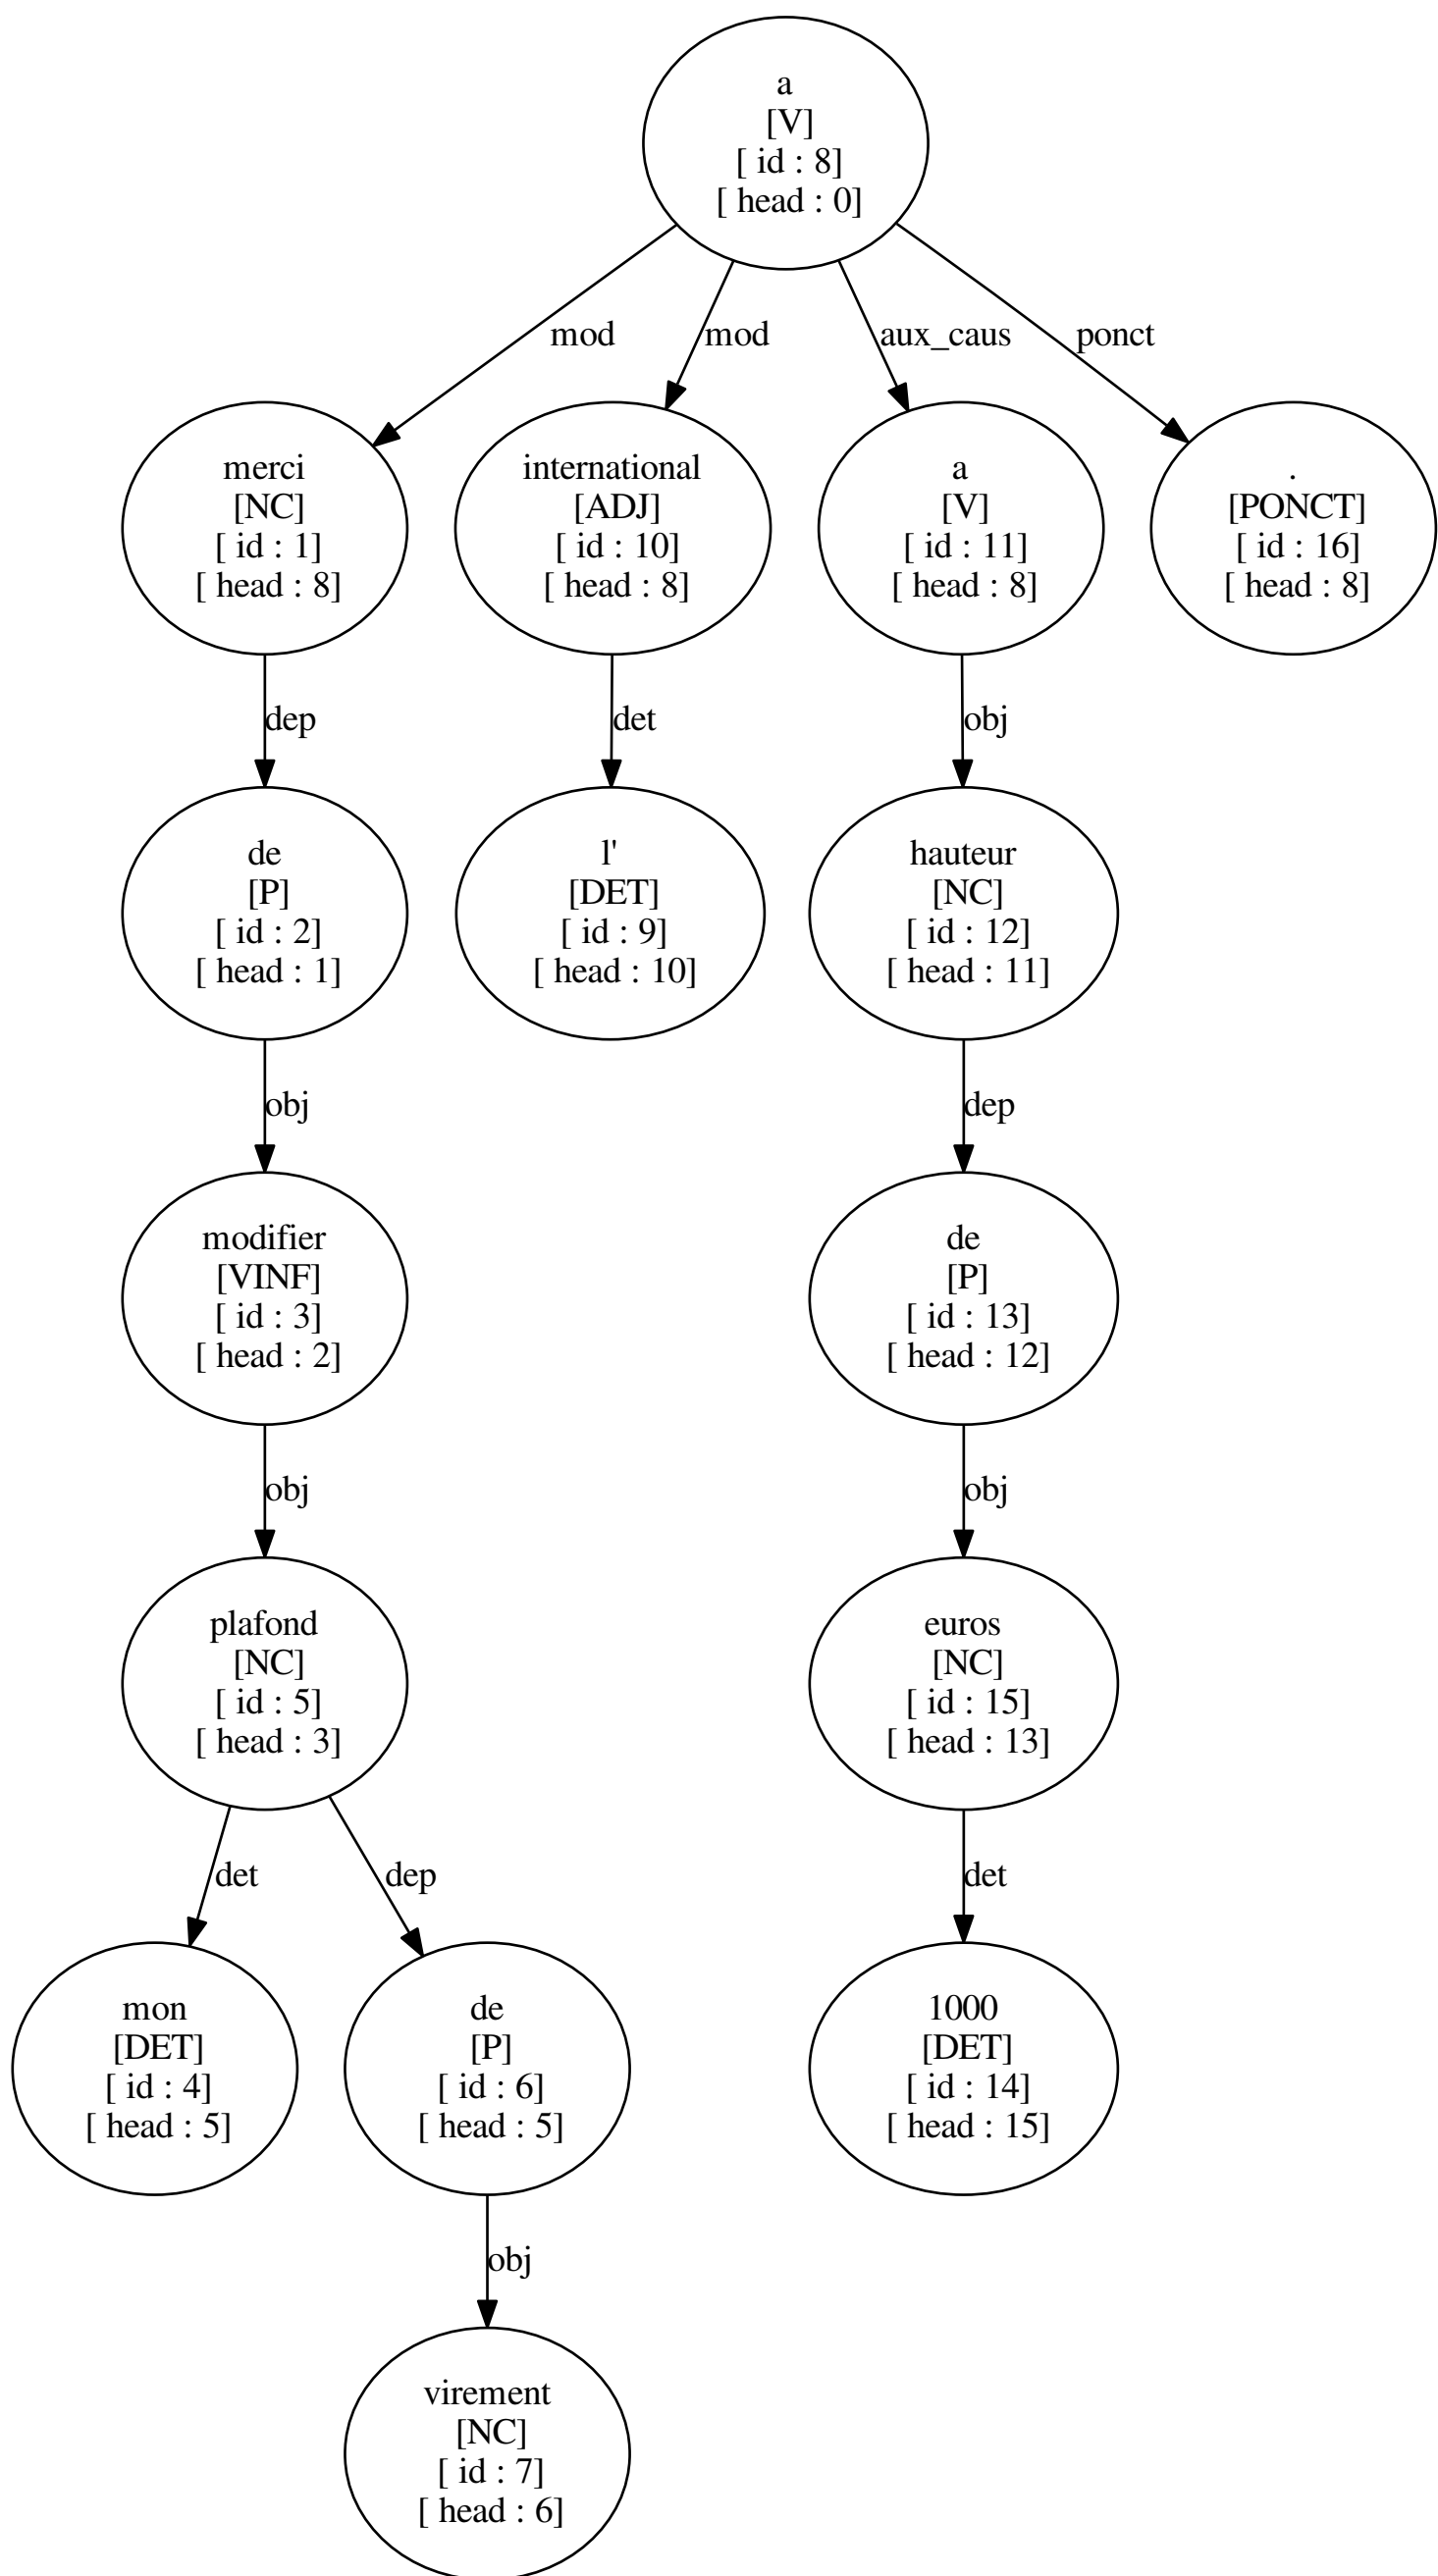 a
[V]
[ id : 8]
[ head : 0]
mod
mod
aux_caus
ponct
merci
[NC]
[ id : 1]
[ head : 8]
international
[ADJ]
[ id : 10]
[ head : 8]
a
[V]
[ id : 11]
[ head : 8]
.
[PONCT]
[ id : 16]
[ head : 8]
dep
det
obj
de
[P]
[ id : 2]
[ head : 1]
l'
[DET]
[ id : 9]
[ head : 10]
hauteur
[NC]
[ id : 12]
[ head : 11]
obj
dep
modifier
[VINF]
[ id : 3]
[ head : 2]
de
[P]
[ id : 13]
[ head : 12]
obj
obj
plafond
[NC]
[ id : 5]
[ head : 3]
euros
[NC]
[ id : 15]
[ head : 13]
det
dep
det
mon
[DET]
[ id : 4]
[ head : 5]
de
[P]
[ id : 6]
[ head : 5]
1000
[DET]
[ id : 14]
[ head : 15]
obj
virement
[NC]
[ id : 7]
[ head : 6]